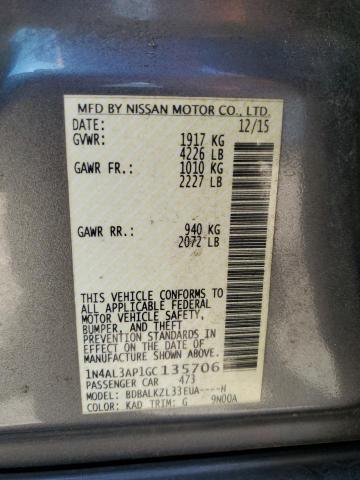 MFD BY NISSAN MOTOR CO., LTD.
DATE: 12/15
GVWR: 1917 KG
4226 LB
GAWR FR.: 1010 KG
2227 LB
GAWR RR.: 940 KG
2072 LB
THIS VEHICLE CONFORMS TO
ALL APPLICABLE FEDERAL
MOTOR VEHICLE SAFETY,
BUMPER, AND THEFT
PREVENTION STANDARDS
IN EFFECT ON THE DATE OF
MANUFACTURE SHOWN ABOVE.
1N4AL3AP1GC135706
PASSENGER CAR 473
MODEL: BDBALKZL33EUA----H
COLOR: KAD TRIM: G 9N00A